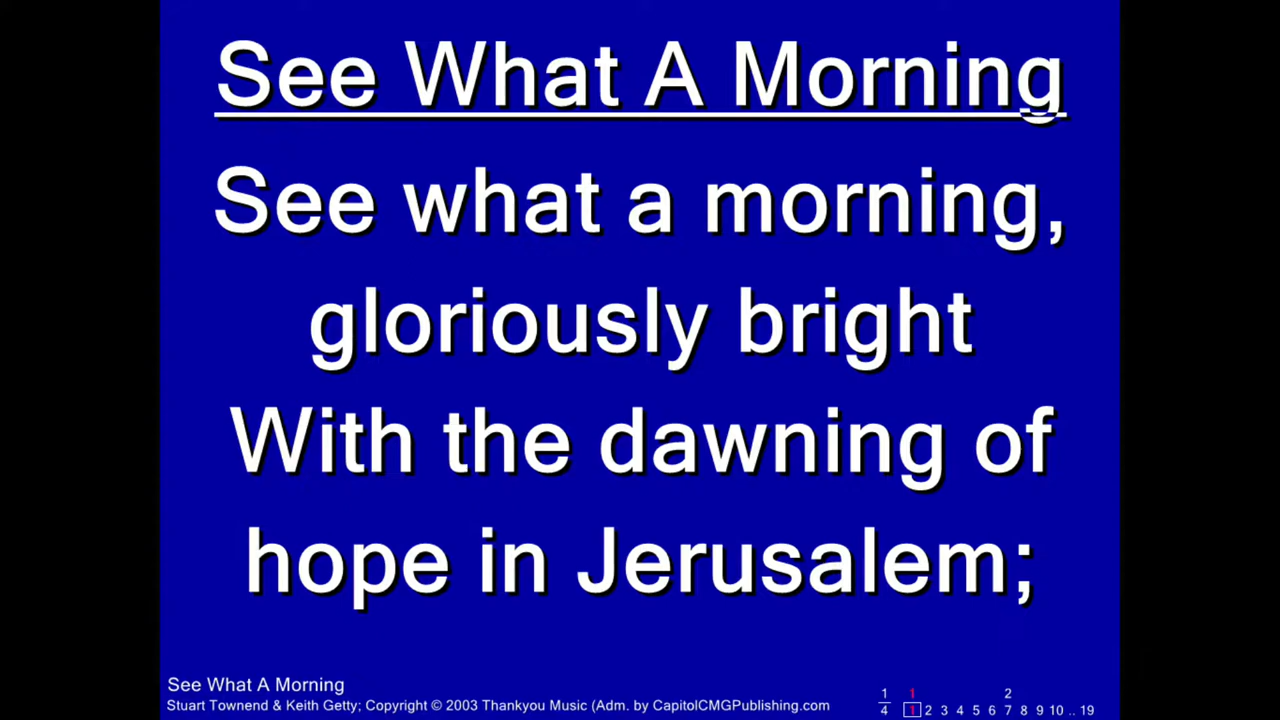 See What A Morning
See what a morning,
gloriously bright
With the dawning of
hope in Jerusalem;
See What A Morning
Stuart Townend & Keith Getty; Copyright © 2003 Thankyou Music (Adm. by CapitolCMGPublishing.com
1 1 2
4 1 2 3 4 5 6 7 8 9 10 .. 19